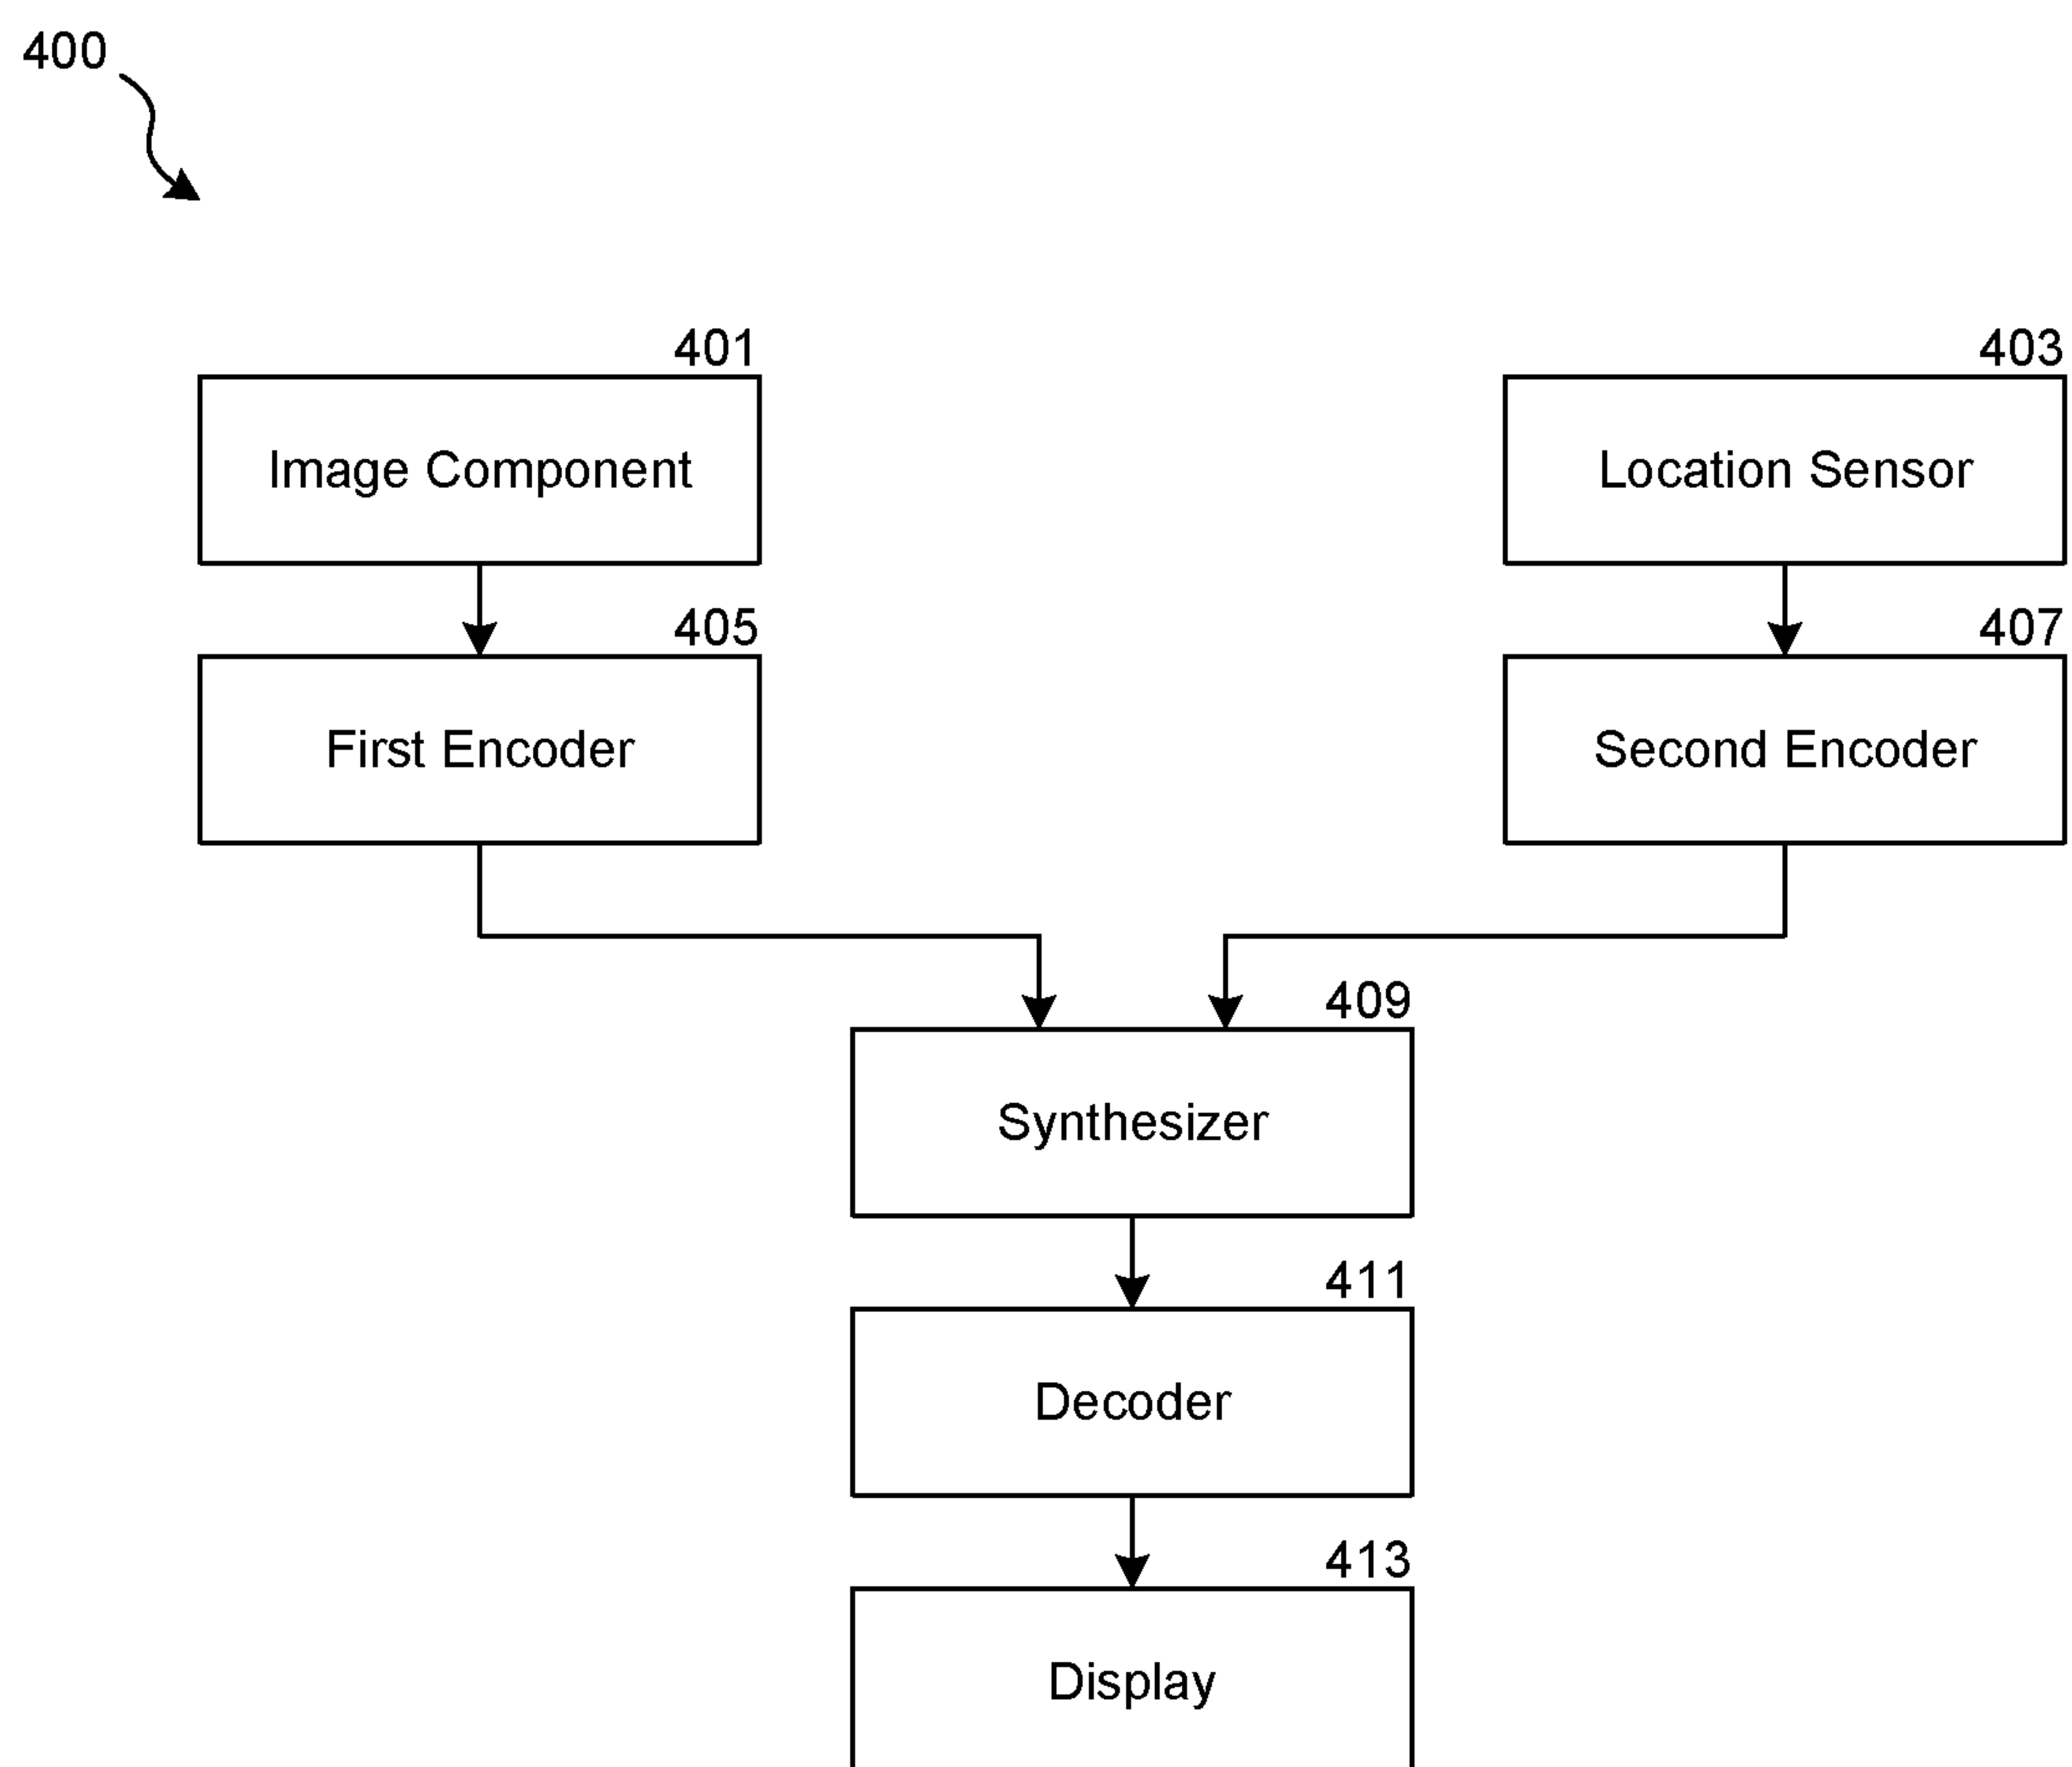 400
401
Image Component
403
Location Sensor
405
First Encoder
407
Second Encoder
409
Synthesizer
411
Decoder
413
Display